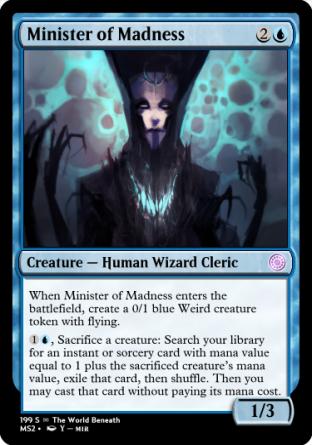 Minister of Madness 2
Creature — Human Wizard Cleric
When Minister of Madness enters the
battlefield, create a 0/1 blue Weird creature
token with flying.
1, Sacrifice a creature: Search your library
for an instant or sorcery card with mana value
equal to 1 plus the sacrificed creature's mana
value, exile that card, then shuffle. Then you
may cast that card without paying its mana cost.
1/3
199 S The World Beneath
MS2 • Y — MIR